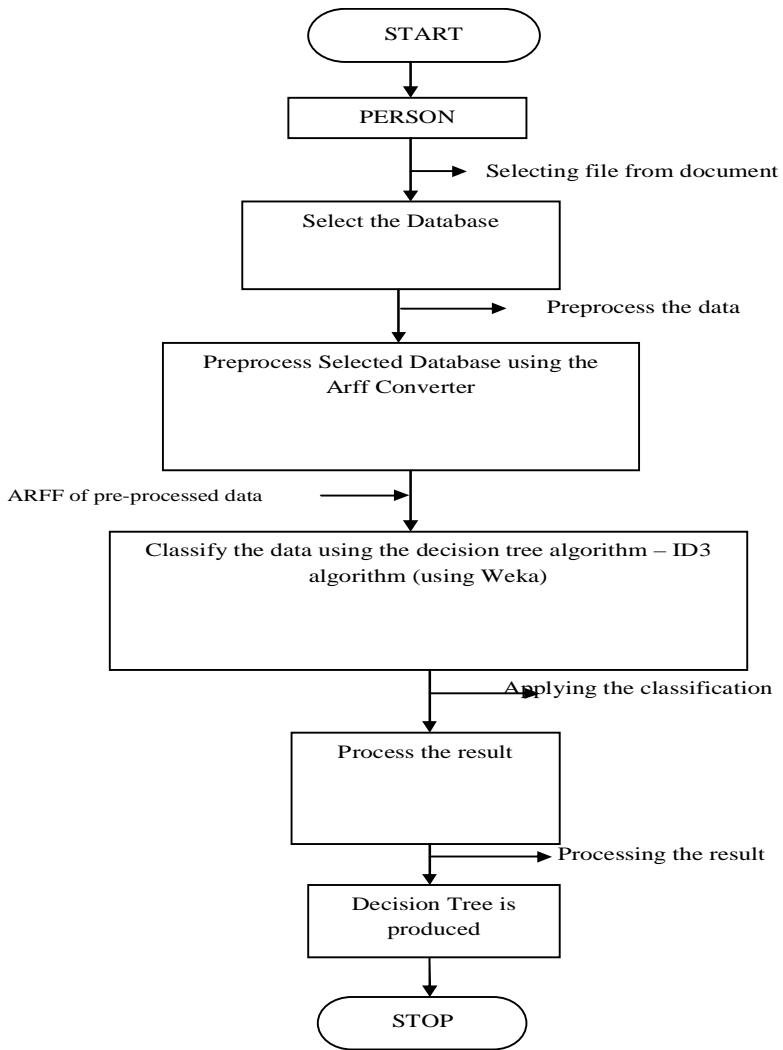 START
PERSON
Selecting file from document
Select the Database
Preprocess the data
Preprocess Selected Database using the
Arff Converter
ARFF of pre-processed data
Classify the data using the decision tree algorithm – ID3
algorithm (using Weka)
Applying the classification
Process the result
Processing the result
Decision Tree is
produced
STOP